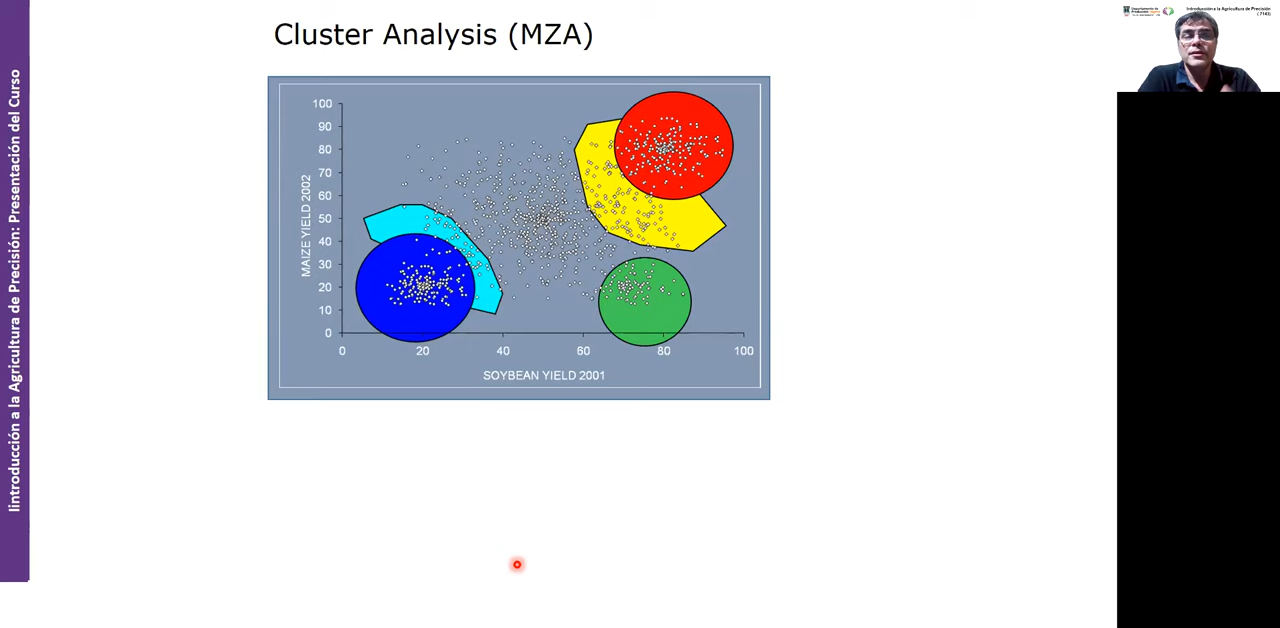 Cluster Analysis (MZA)
Iintroducción a la Agricultura de Precisión: Presentación del Curso
Introducción a la Agricultura de Precisión
(7143)
MAIZE YIELD 2002
100
90
80
70
60
50
40
30
20
10
0
0 20 40 60 80 100
SOYBEAN YIELD 2001